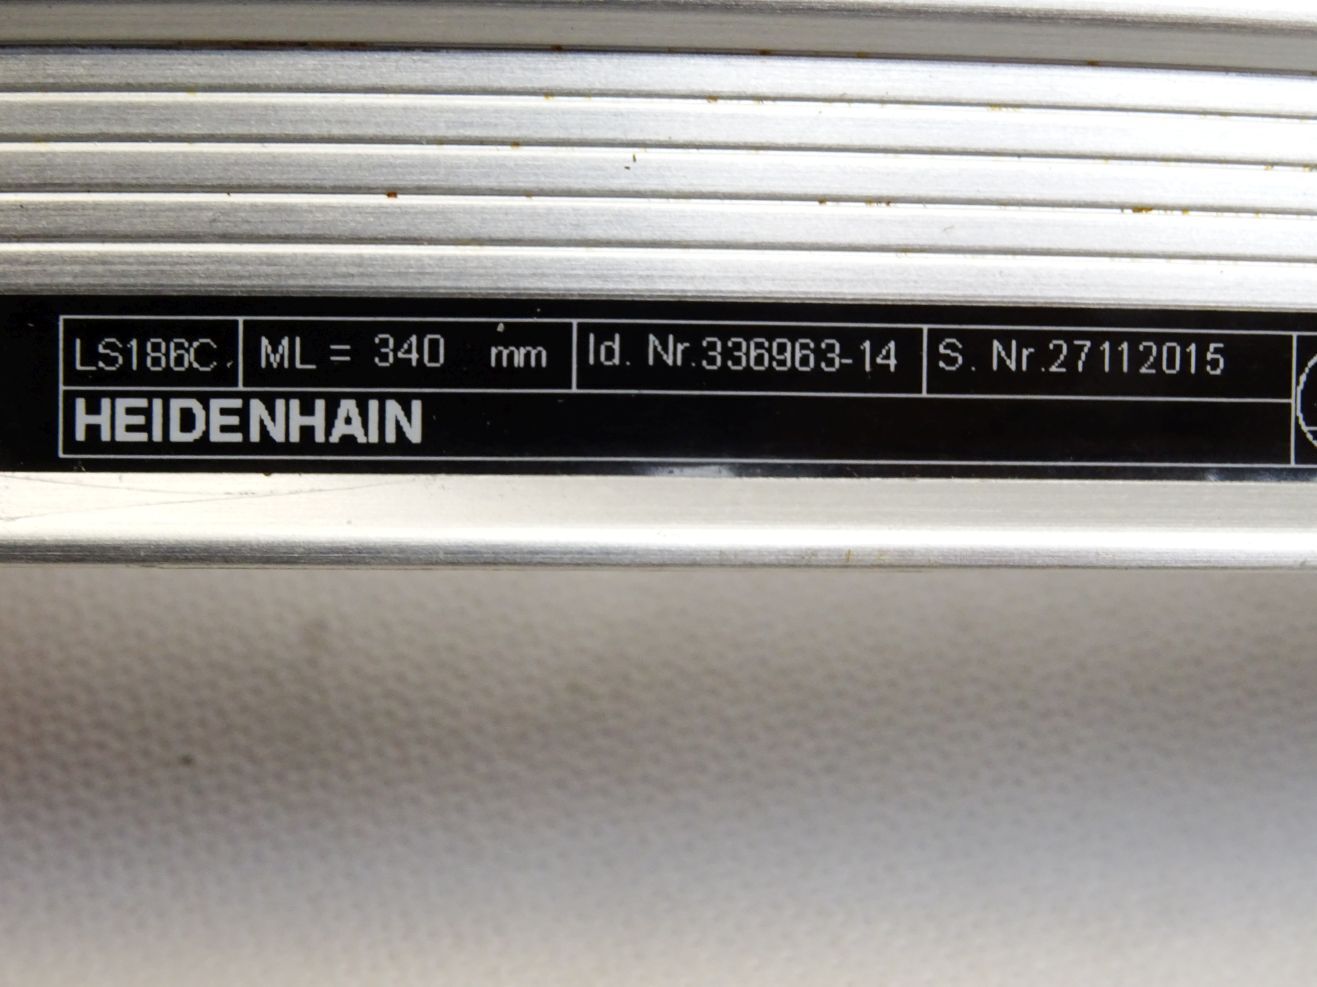 LS186C ML = 340 mm Id. Nr.336963-14 S. Nr.27112015
HEIDENHAIN